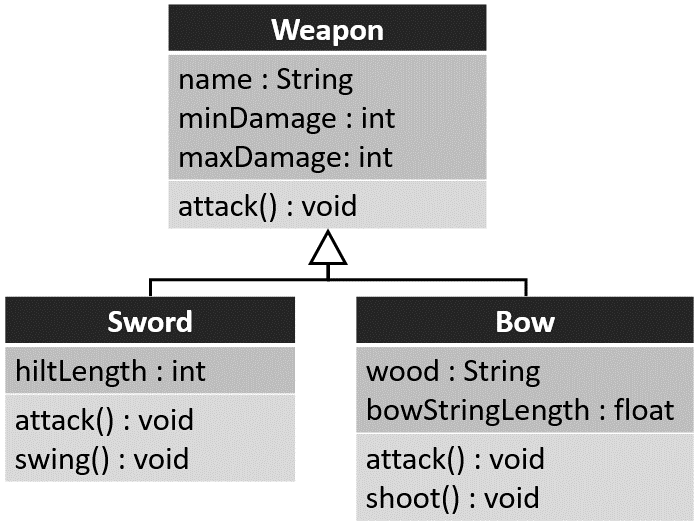 Weapon
name : String
minDamage : int
maxDamage: int
attack() : void
Sword
hiltLength : int
attack() : void
swing() : void
Bow
wood : String
bowStringLength : float
attack() : void
shoot() : void